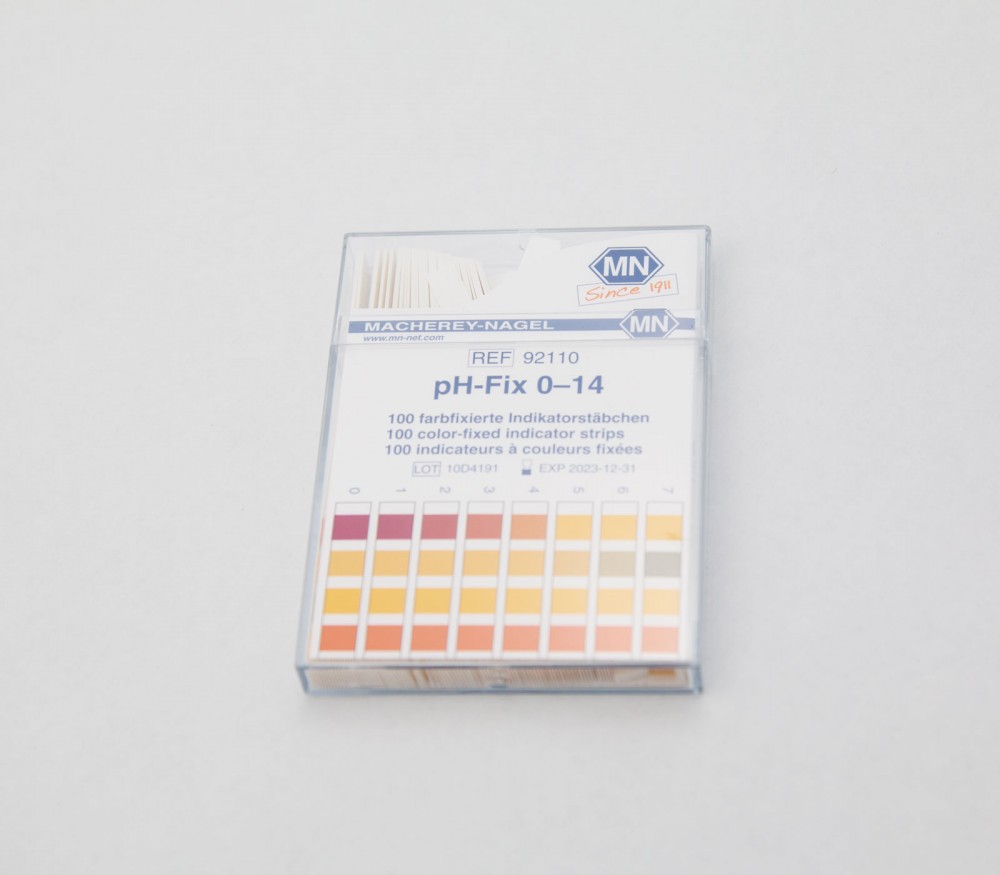 MN
Since 1911
MACHEREY-NAGEL MN
www.mn-net.com
REF 92110
pH-Fix 0–14
100 farbfixierte Indikatorstäbchen
100 color-fixed indicator strips
100 indicateurs à couleurs fixées
LOT 10D4191 EXP 2023-12-31
0 1 2 3 4 5 6 7